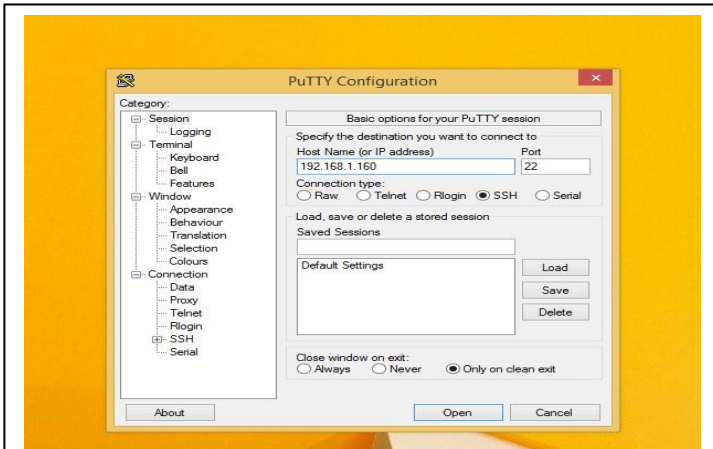 PuTTY Configuration
Category:
Session
Logging
Terminal
Keyboard
Bell
Features
Window
Appearance
Behaviour
Translation
Selection
Colours
Connection
Data
Proxy
Telnet
Rlogin
SSH
Serial
Basic options for your PuTTY session
Specify the destination you want to connect to
Host Name (or IP address) Port
192.168.1.160 22
Connection type:
Raw Telnet Rlogin SSH Serial
Load, save or delete a stored session
Saved Sessions
Default Settings
Load
Save
Delete
Close window on exit:
Always Never Only on clean exit
About Open Cancel